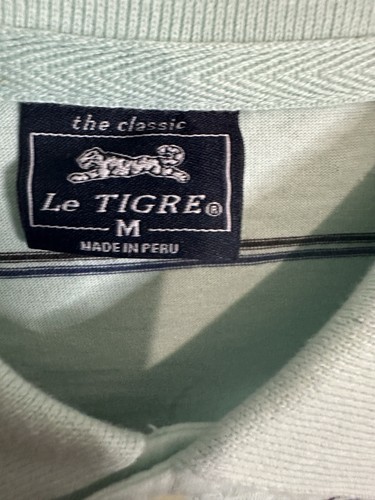 the classic
Le TIGRE®
M
MADE IN PERU